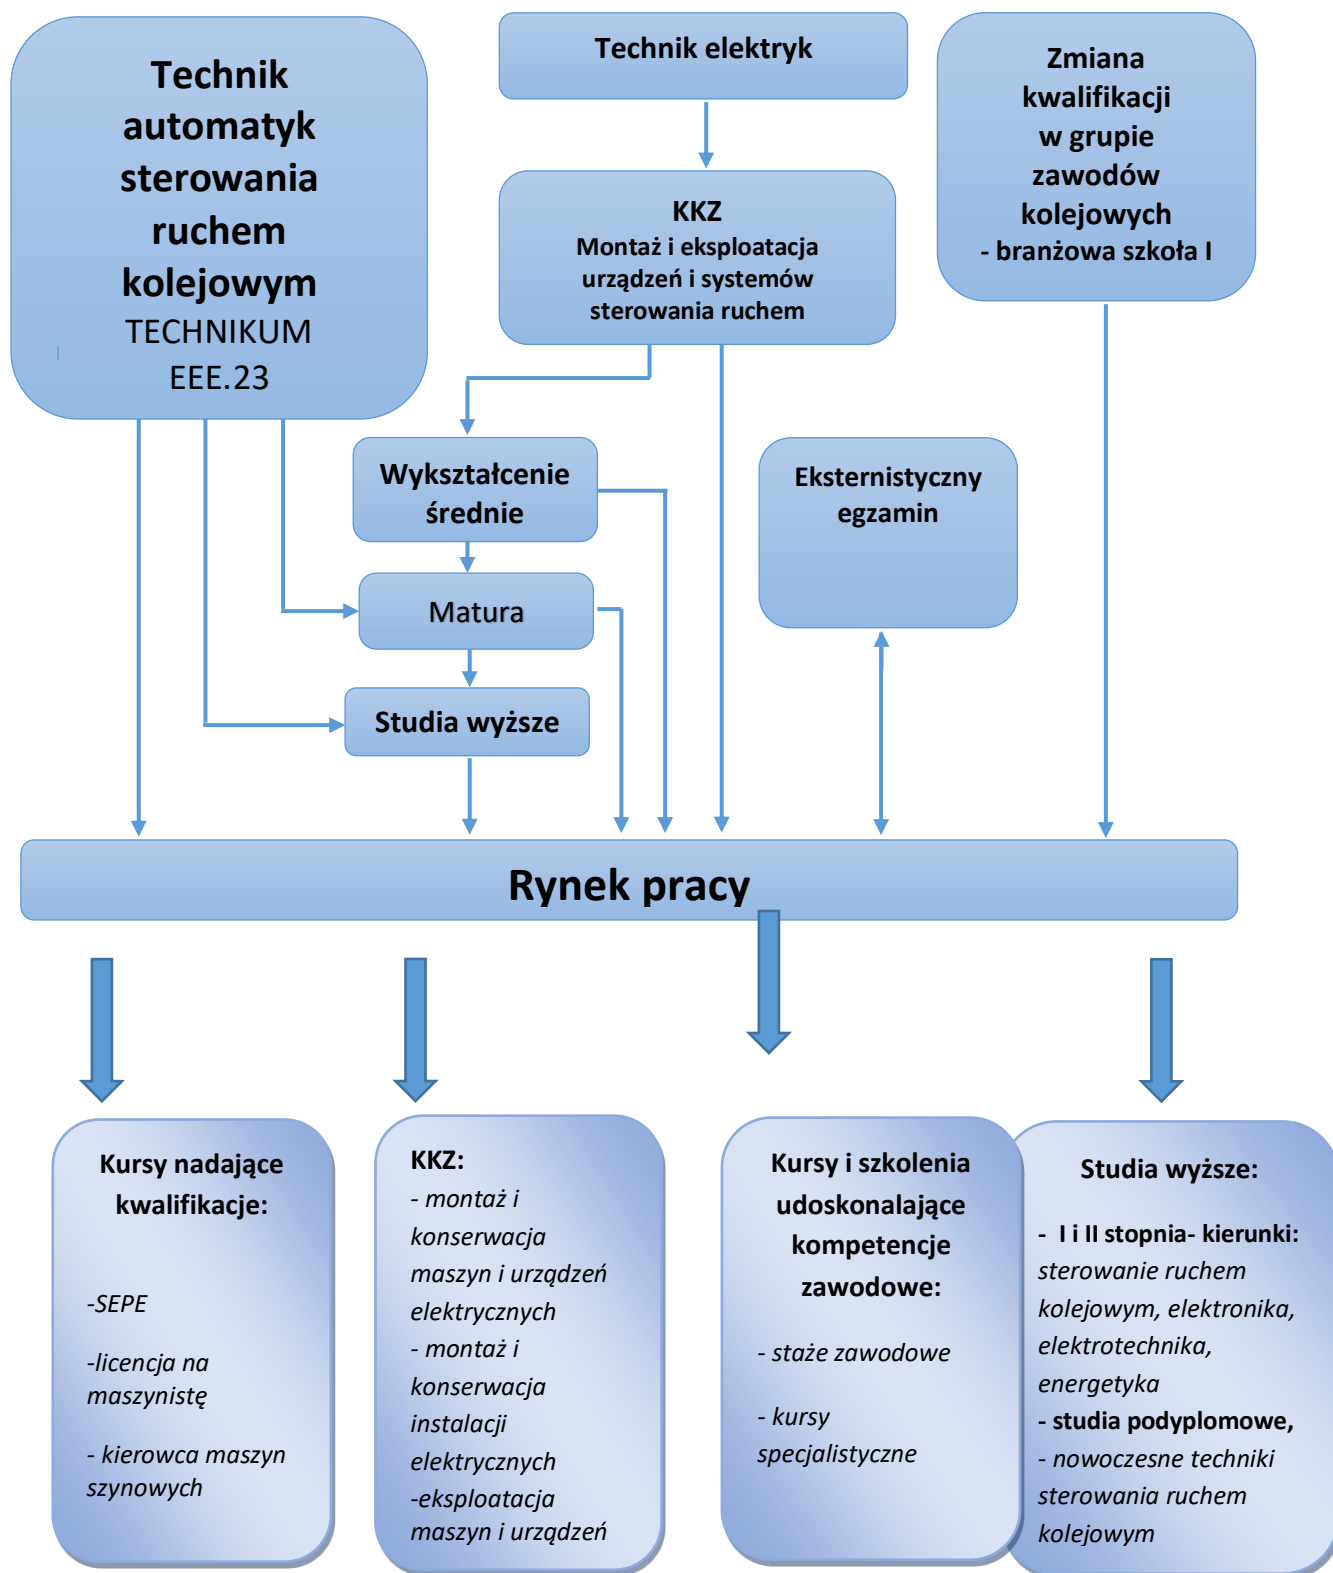 Technik
automatyk
sterowania
ruchem
kolejowym
TECHNIKUM
EEE.23
Technik elektryk
KKZ
Montaż i eksploatacja
urządzeń i systemów
sterowania ruchem
Zmiana
kwalifikacji
w grupie
zawodów
kolejowych
- branżowa szkoła I
Wykształcenie
średnie
Eksternistyczny
egzamin
Matura
Studia wyższe
Rynek pracy
Kursy nadające
kwalifikacje:
-SEPE
-licencja na
maszynistę
- kierowca maszyn
szynowych
KKZ:
- montaż i
konserwacja
maszyn i urządzeń
elektrycznych
- montaż i
konserwacja
instalacji
elektrycznych
-eksploatacja
maszyn i urządzeń
Kursy i szkolenia
udoskonalające
kompetencje
zawodowe:
- staże zawodowe
- kursy
specjalistyczne
Studia wyższe:
- I i II stopnia- kierunki:
sterowanie ruchem
kolejowym, elektronika,
elektrotechnika,
energetyka
- studia podyplomowe,
- nowoczesne techniki
sterowania ruchem
kolejowym